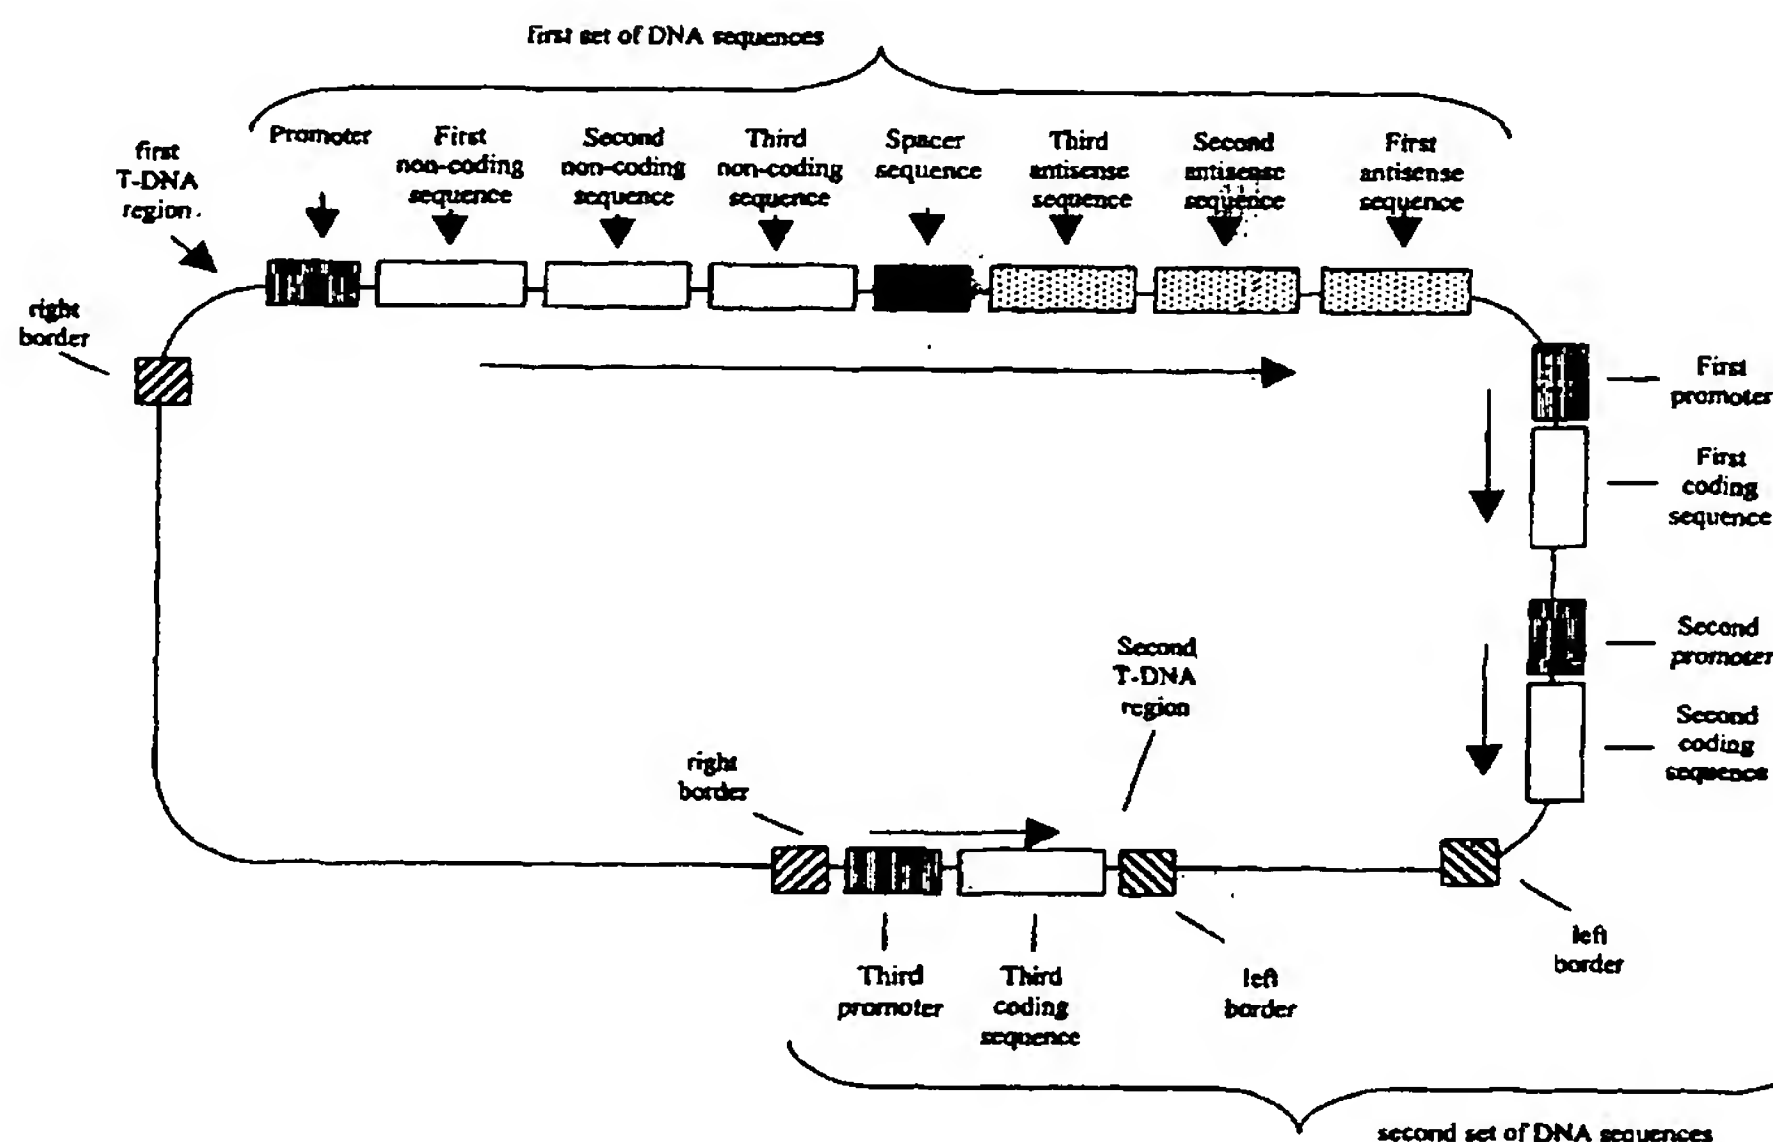 first set of DNA sequences
first
T-DNA
region
Promoter
First
non-coding
sequence
Second
non-coding
sequence
Third
non-coding
sequence
Spacer
sequence
Third
antisense
sequence
Second
antisense
sequence
First
antisense
sequence
right
border
First
promoter
First
coding
sequence
Second
promoter
Second
coding
sequence
Second
T-DNA
region
right
border
Third
promoter
Third
coding
sequence
left
border
left
border
second set of DNA sequences